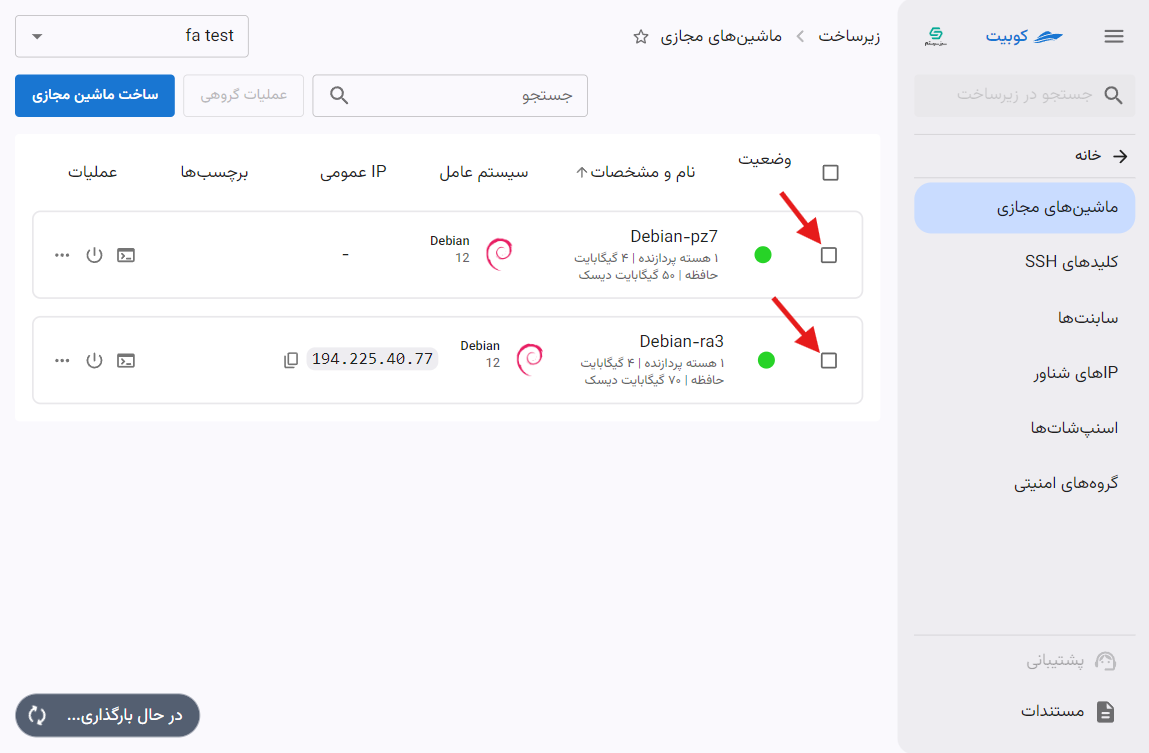 کوبیت
جستجو در زیرساخت
خانه
ماشین‌های مجازی
کلیدهای SSH
سابنت‌ها
IPهای شناور
اسنپ‌شات‌ها
گروه‌های امنیتی
پشتیبانی
مستندات
زیرساخت
ماشین‌های مجازی
fa test
جستجو
عملیات گروهی
ساخت ماشین مجازی
وضعیت
نام و مشخصات
سیستم عامل
IP عمومی
برچسب‌ها
عملیات
Debian-pz7
۱ هسته پردازنده | ۴ گیگابایت
حافظه | ۵۰ گیگابایت دیسک
Debian
12
-
Debian-ra3
۱ هسته پردازنده | ۴ گیگابایت
حافظه | ۷۰ گیگابایت دیسک
Debian
12
194.225.40.77
در حال بارگذاری...